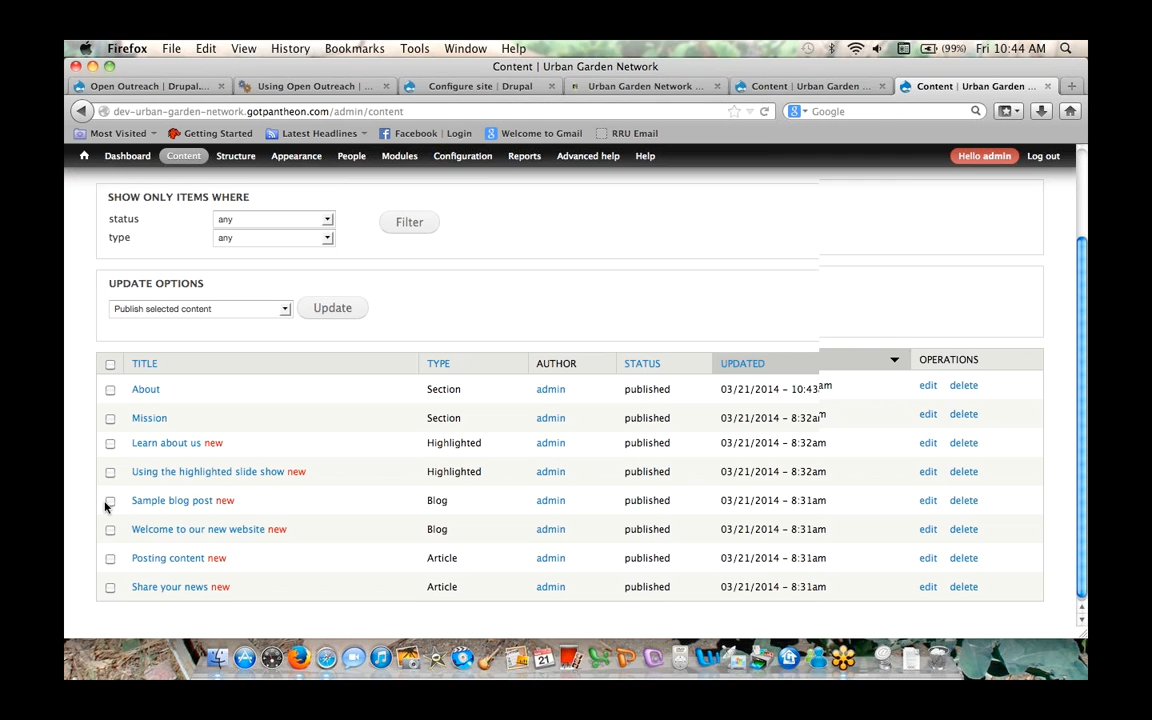 Firefox File Edit View History Bookmarks Tools Window Help (99%) Fri 10:44 AM
Content | Urban Garden Network
Open Outreach | Drupal.... Using Open Outreach | ... Configure site | Drupal Urban Garden Network ... Content | Urban Garden ... Content | Urban Garden ...
dev-urban-garden-network.gotpantheon.com/admin/content Google
Most Visited Getting Started Latest Headlines Facebook | Login Welcome to Gmail RRU Email
Dashboard Content Structure Appearance People Modules Configuration Reports Advanced help Help Hello admin Log out
SHOW ONLY ITEMS WHERE
status any
type any
Filter
UPDATE OPTIONS
Publish selected content Update
TITLE TYPE AUTHOR STATUS UPDATED OPERATIONS
About Section admin published 03/21/2014 - 10:43am edit delete
Mission Section admin published 03/21/2014 - 8:32am edit delete
Learn about us new Highlighted admin published 03/21/2014 - 8:32am edit delete
Using the highlighted slide show new Highlighted admin published 03/21/2014 - 8:32am edit delete
Sample blog post new Blog admin published 03/21/2014 - 8:31am edit delete
Welcome to our new website new Blog admin published 03/21/2014 - 8:31am edit delete
Posting content new Article admin published 03/21/2014 - 8:31am edit delete
Share your news new Article admin published 03/21/2014 - 8:31am edit delete
21